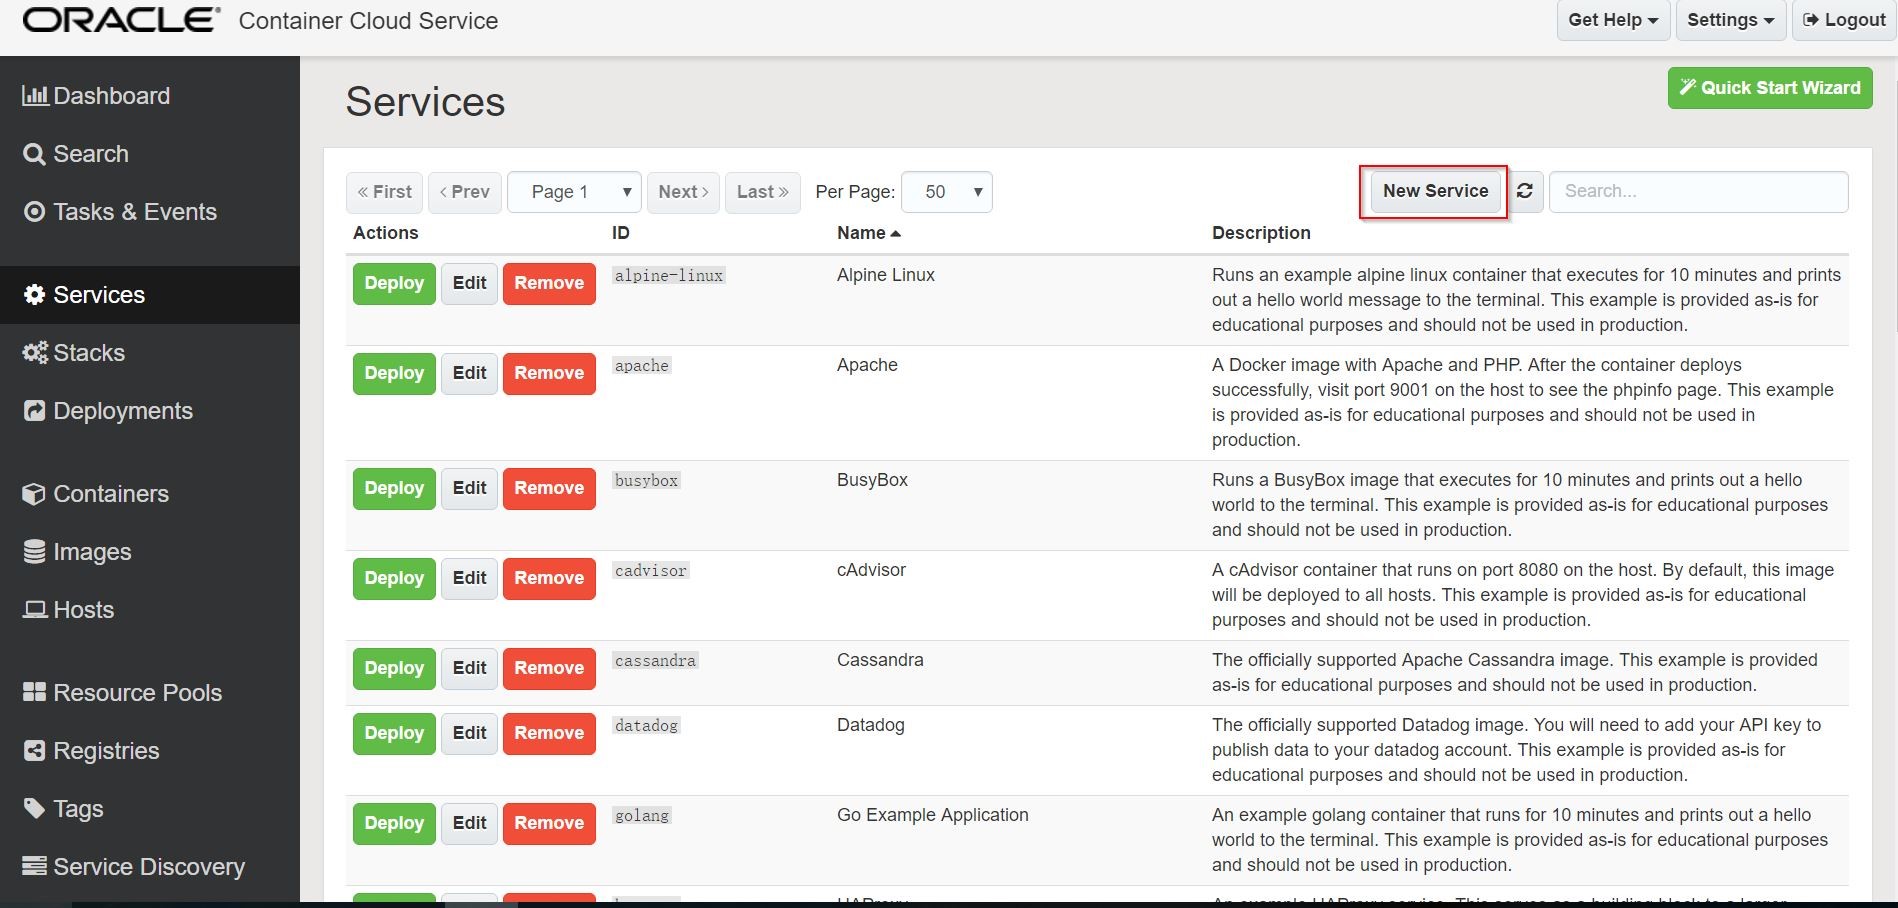 ORACLE® Container Cloud Service
Get Help Settings Logout
Dashboard
Search
Tasks & Events
Services
Stacks
Deployments
Containers
Images
Hosts
Resource Pools
Registries
Tags
Service Discovery
Services
Quick Start Wizard
« First ‹ Prev Page 1 Next › Last » Per Page: 50 New Service Search...
Actions ID Name Description
Deploy Edit Remove alpine-linux Alpine Linux Runs an example alpine linux container that executes for 10 minutes and prints
out a hello world message to the terminal. This example is provided as-is for
educational purposes and should not be used in production.
Deploy Edit Remove apache Apache A Docker image with Apache and PHP. After the container deploys
successfully, visit port 9001 on the host to see the phpinfo page. This example
is provided as-is for educational purposes and should not be used in
production.
Deploy Edit Remove busybox BusyBox Runs a BusyBox image that executes for 10 minutes and prints out a hello
world to the terminal. This example is provided as-is for educational purposes
and should not be used in production.
Deploy Edit Remove cadvisor cAdvisor A cAdvisor container that runs on port 8080 on the host. By default, this image
will be deployed to all hosts. This example is provided as-is for educational
purposes and should not be used in production.
Deploy Edit Remove cassandra Cassandra The officially supported Apache Cassandra image. This example is provided
as-is for educational purposes and should not be used in production.
Deploy Edit Remove datadog Datadog The officially supported Datadog image. You will need to add your API key to
publish data to your datadog account. This example is provided as-is for
educational purposes and should not be used in production.
Deploy Edit Remove golang Go Example Application An example golang container that runs for 10 minutes and prints out a hello
world to the terminal. This example is provided as-is for educational purposes
and should not be used in production.
HAProxy An example HAProxy service. This serves as a building block to a larger